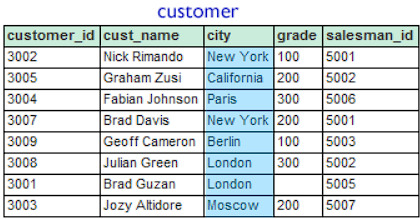 customer
customer_id cust_name city grade salesman_id
3002 Nick Rimando New York 100 5001
3005 Graham Zusi California 200 5002
3004 Fabian Johnson Paris 300 5006
3007 Brad Davis New York 200 5001
3009 Geoff Cameron Berlin 100 5003
3008 Julian Green London 300 5002
3001 Brad Guzan London 5005
3003 Jozy Altidore Moscow 200 5007